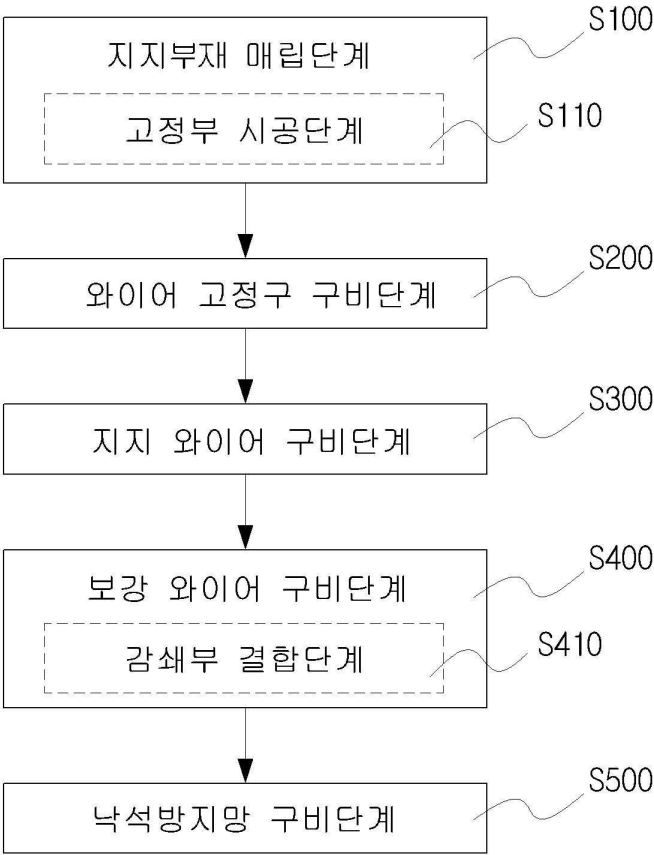 S100
지지부재 매립단계
고정부 시공단계
S110
S200
와이어 고정구 구비단계
S300
지지 와이어 구비단계
S400
보강 와이어 구비단계
감쇄부 결합단계
S410
S500
낙석방지망 구비단계